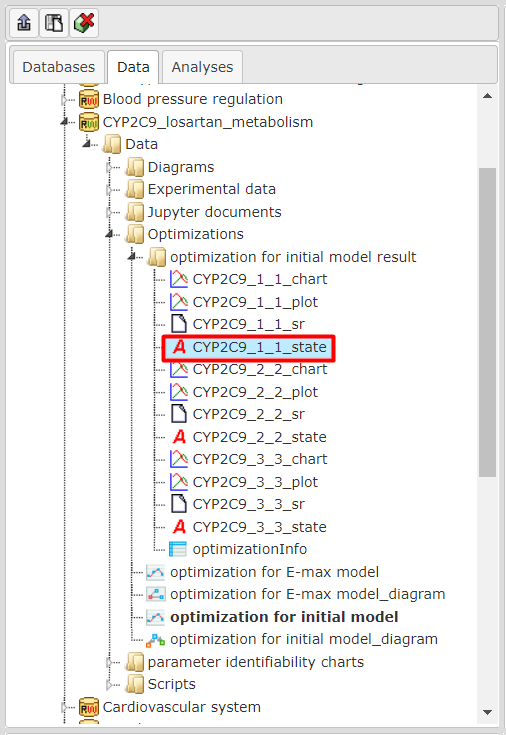 Databases
Data
Analyses
Blood pressure regulation
CYP2C9_losartan_metabolism
Data
Diagrams
Experimental data
Jupyter documents
Optimizations
optimization for initial model result
CYP2C9_1_1_chart
CYP2C9_1_1_plot
CYP2C9_1_1_sr
CYP2C9_1_1_state
CYP2C9_2_2_chart
CYP2C9_2_2_plot
CYP2C9_2_2_sr
CYP2C9_2_2_state
CYP2C9_3_3_chart
CYP2C9_3_3_plot
CYP2C9_3_3_sr
CYP2C9_3_3_state
optimizationInfo
optimization for E-max model
optimization for E-max model_diagram
optimization for initial model
optimization for initial model_diagram
parameter identifiability charts
Scripts
Cardiovascular system